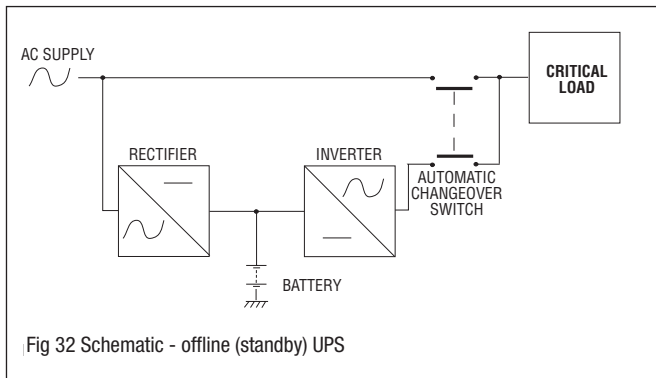 AC SUPPLY
CRITICAL
LOAD
RECTIFIER
INVERTER
AUTOMATIC
CHANGEOVER
SWITCH
BATTERY
Fig 32 Schematic - offline (standby) UPS